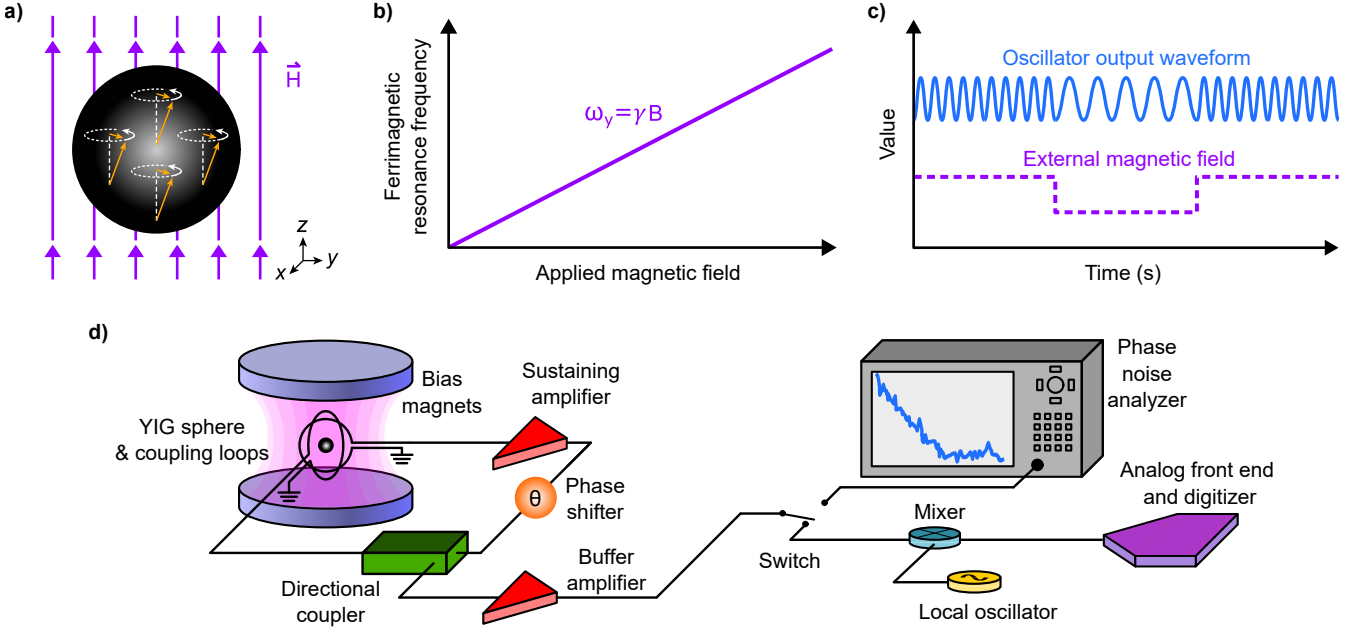 a)
H
z
y
x
b)
Ferrimagnetic
resonance frequency
ω_y=γB
Applied magnetic field
c)
Value
Oscillator output waveform
External magnetic field
Time (s)
d)
Bias
magnets
YIG sphere
& coupling loops
Sustaining
amplifier
θ
Phase
shifter
Directional
coupler
Buffer
amplifier
Switch
Phase
noise
analyzer
Mixer
Local oscillator
Analog front end
and digitizer